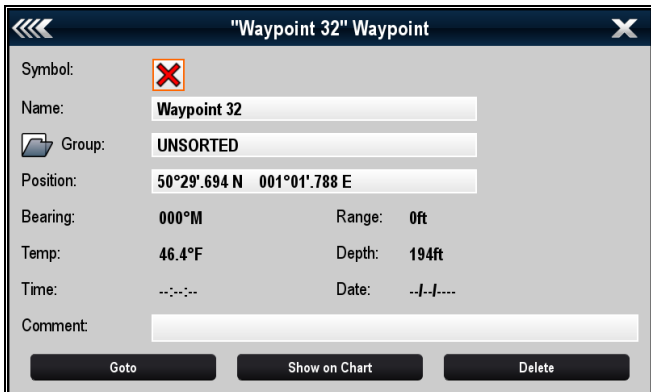 "Waypoint 32" Waypoint
Symbol:
Name: Waypoint 32
Group: UNSORTED
Position: 50°29'.694 N 001°01'.788 E
Bearing: 000°M Range: 0ft
Temp: 46.4°F Depth: 194ft
Time: --:--:-- Date: --/--/----
Comment:
Goto Show on Chart Delete